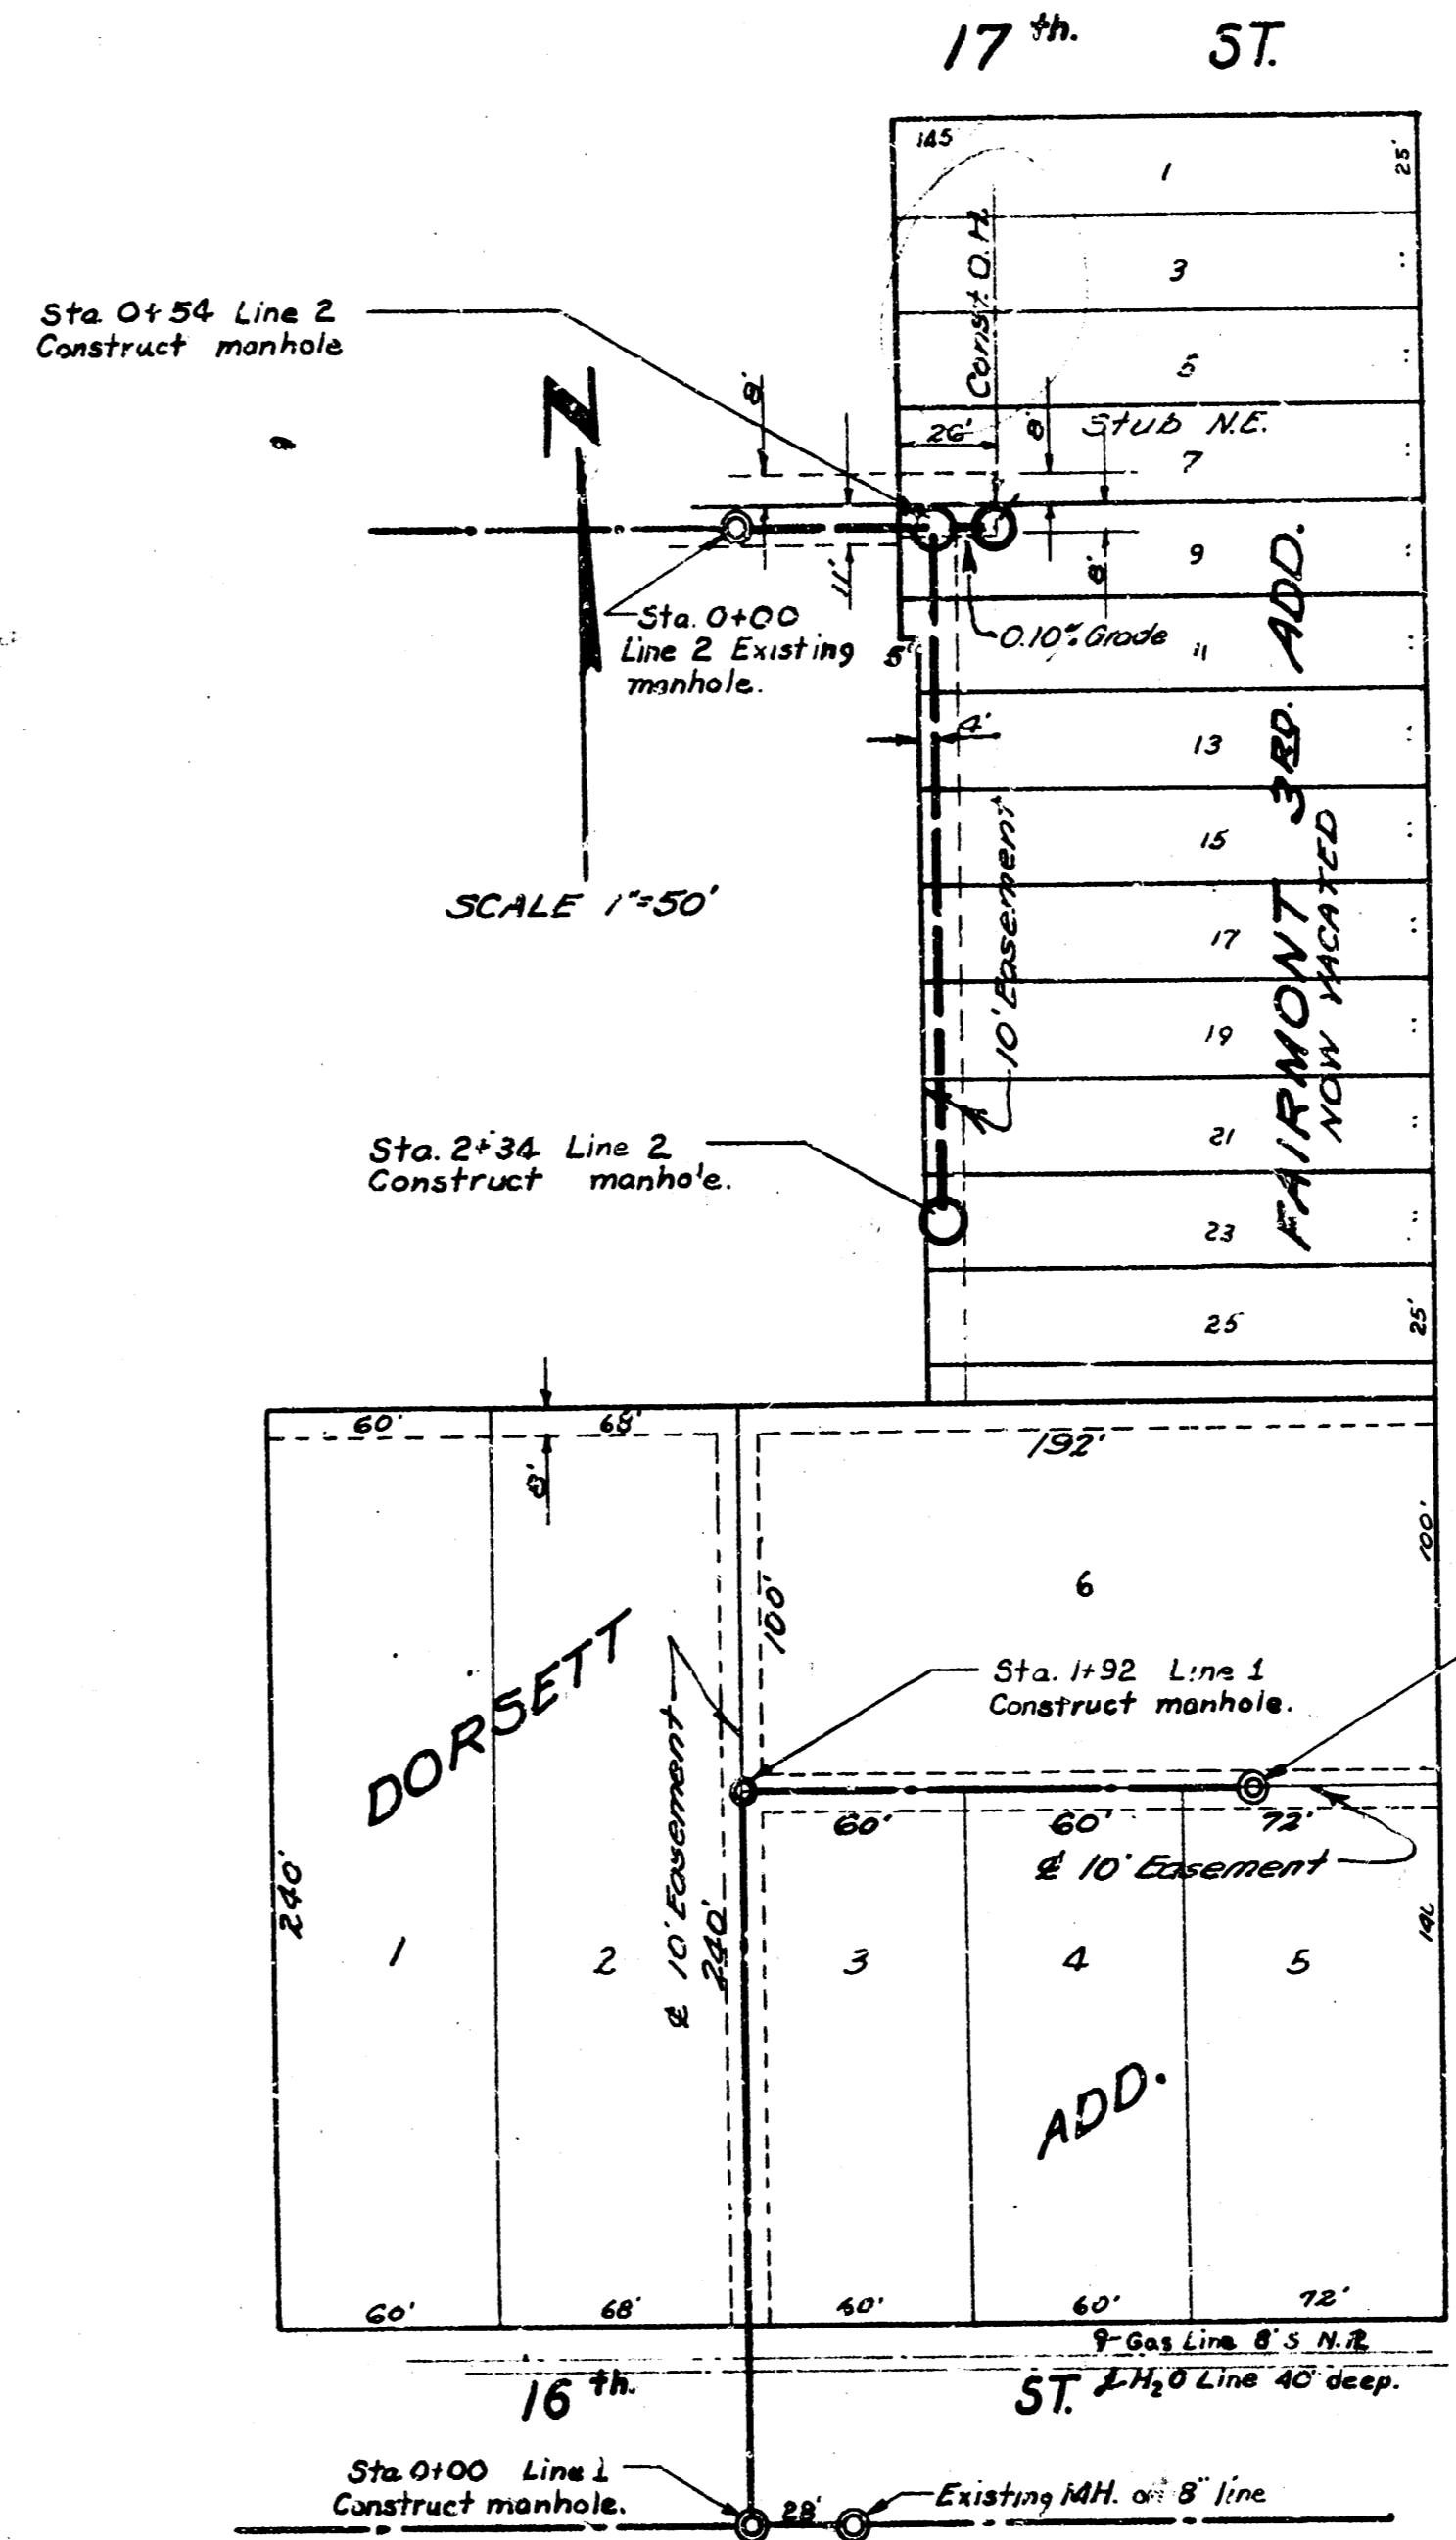 17th. ST.
145
1
25'
3
Const. O.H.
Sta. 0+54 Line 2
Construct manhole
5
N
8'
26'
8'
Stub N.E.
7
9
11'
8'
Sta. 0+00
Line 2 Existing
manhole.
5'
0.10% Grade
11
4'
13
FAIRMONT 3RD. ADD.
NOW VACATED
15
10' Easement
SCALE 1"=50'
17
19
Sta. 2+34 Line 2
Construct manhole.
21
23
25
25'
60'
68'
192'
8'
100'
100'
6
DORSETT
Sta. 1+92 Line 1
Construct manhole.
60'
60'
72'
℄ 10' Easement
℄ 10' Easement
240'
240'
1
2
3
4
5
ADD.
60'
68'
60'
60'
72'
Gas Line 8' S N.R
16th. ST.
H2O Line 40' deep.
Sta. 0+00 Line 1
Construct manhole.
28'
Existing M.H. on 8" line